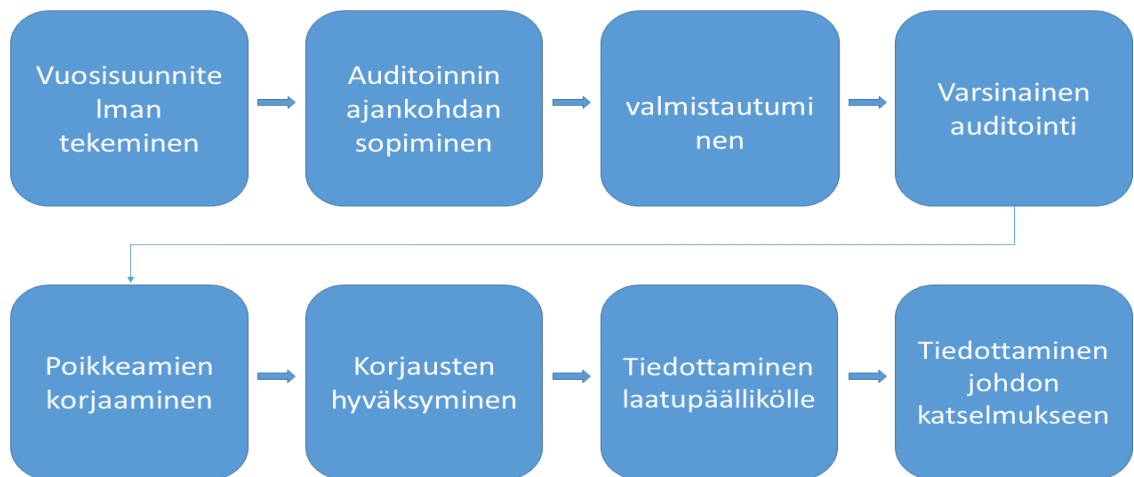 Vuosisuunnite
lman
tekeminen
Auditoinnin
ajankohdan
sopiminen
valmistautumi
nen
Varsinainen
auditointi
Poikkeamien
korjaaminen
Korjausten
hyväksyminen
Tiedottaminen
laatupäällikölle
Tiedottaminen
johdon
katselmukseen